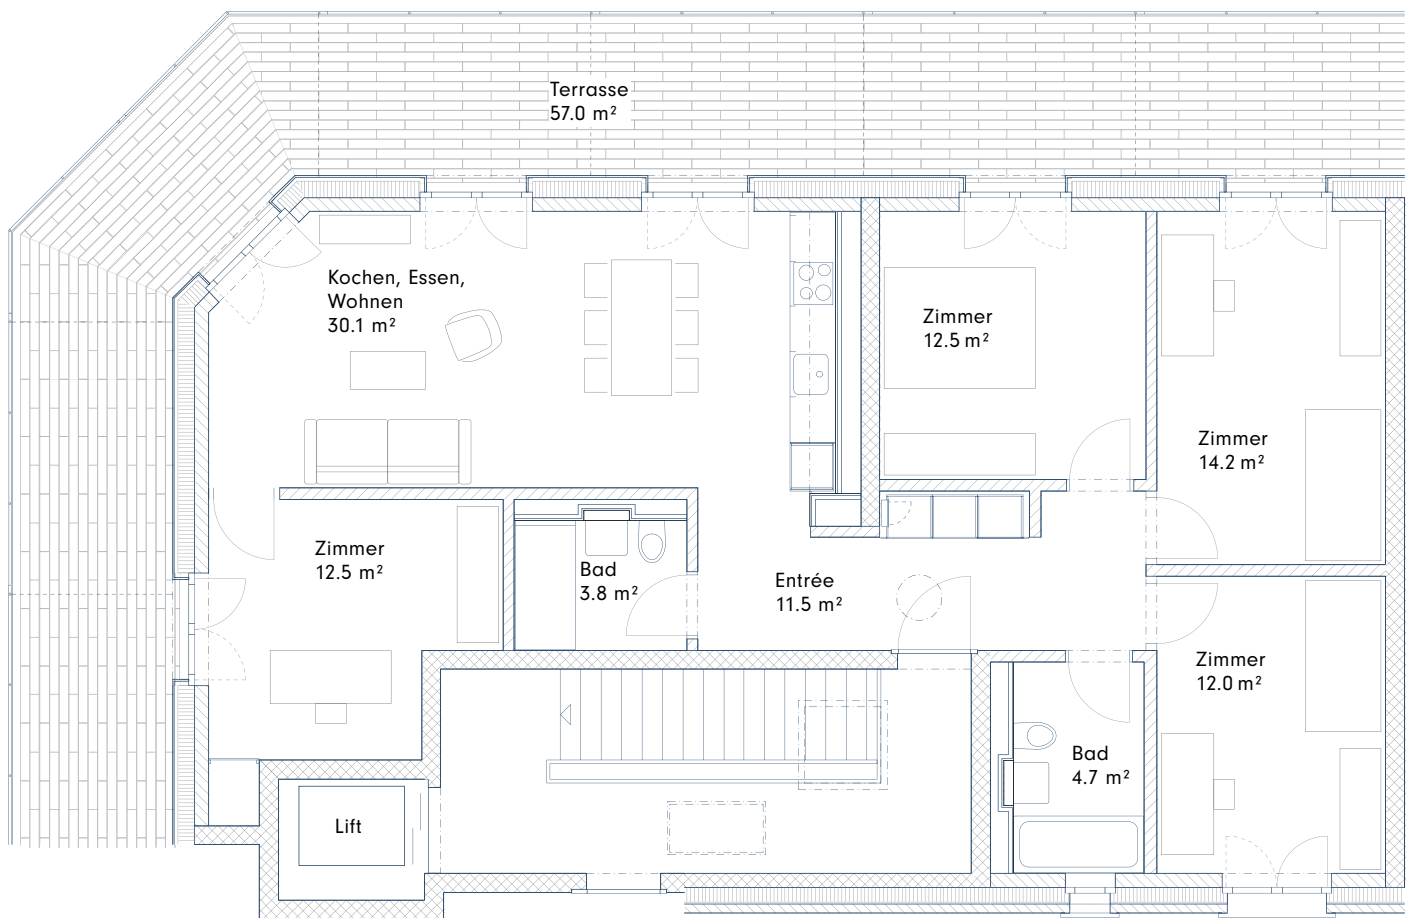 Terrasse
57.0 m²
Kochen, Essen,
Wohnen
30.1 m²
Zimmer
12.5 m²
Zimmer
14.2 m²
Zimmer
12.5 m²
Bad
3.8 m²
Entrée
11.5 m²
Zimmer
12.0 m²
Bad
4.7 m²
Lift